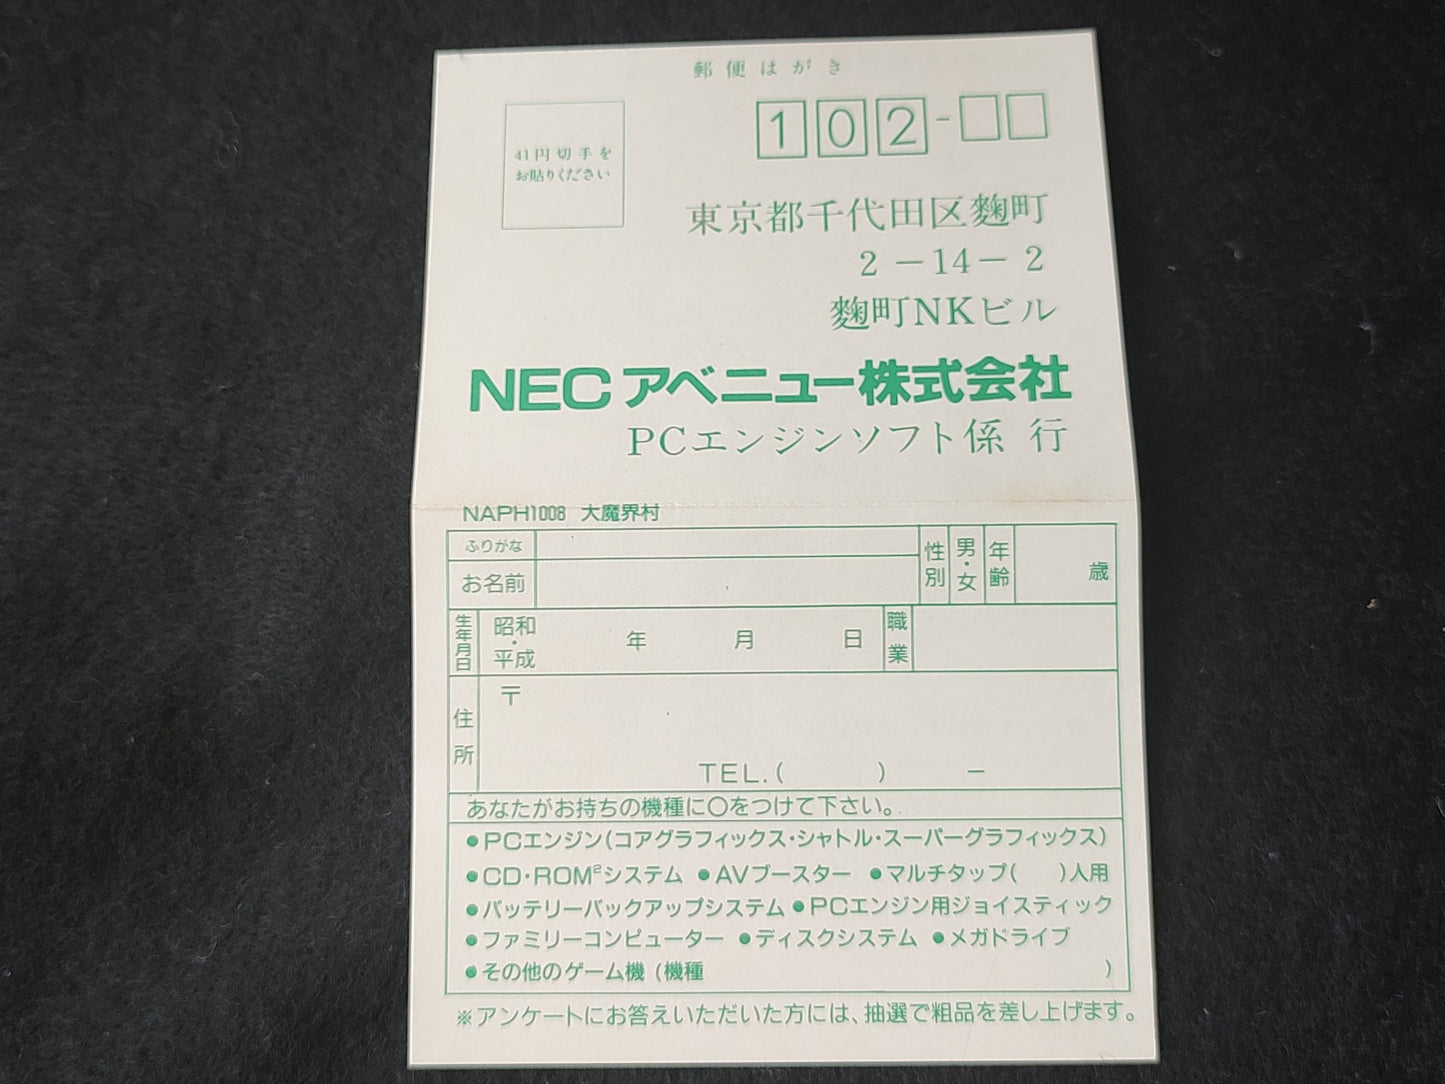 郵便はがき
41円切手を
お貼りください
102-
東京都千代田区麴町
2-14-2
麴町NKビル
NECアベニュー株式会社
PCエンジンソフト係 行
NAPH1008 大魔界村
ふりがな
お名前
性別
男・女
年齢
歳
生年月日
昭和・平成
年 月 日
職業
住所
〒
TEL.( ) -
あなたがお持ちの機種に○をつけて下さい。
●PCエンジン(コアグラフィックス・シャトル・スーパーグラフィックス)
●CD・ROM²システム ●AVブースター ●マルチタップ( )人用
●バッテリーバックアップシステム ●PCエンジン用ジョイスティック
●ファミリーコンピューター ●ディスクシステム ●メガドライブ
●その他のゲーム機 (機種 )
※アンケートにお答えいただいた方には、抽選で粗品を差し上げます。